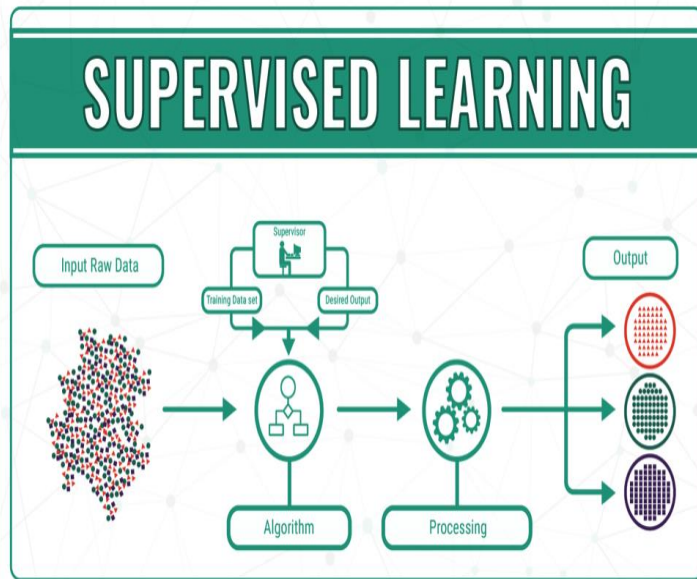 SUPERVISED LEARNING
Input Raw Data
Supervisor
Training Data set
Desired Output
Algorithm
Processing
Output